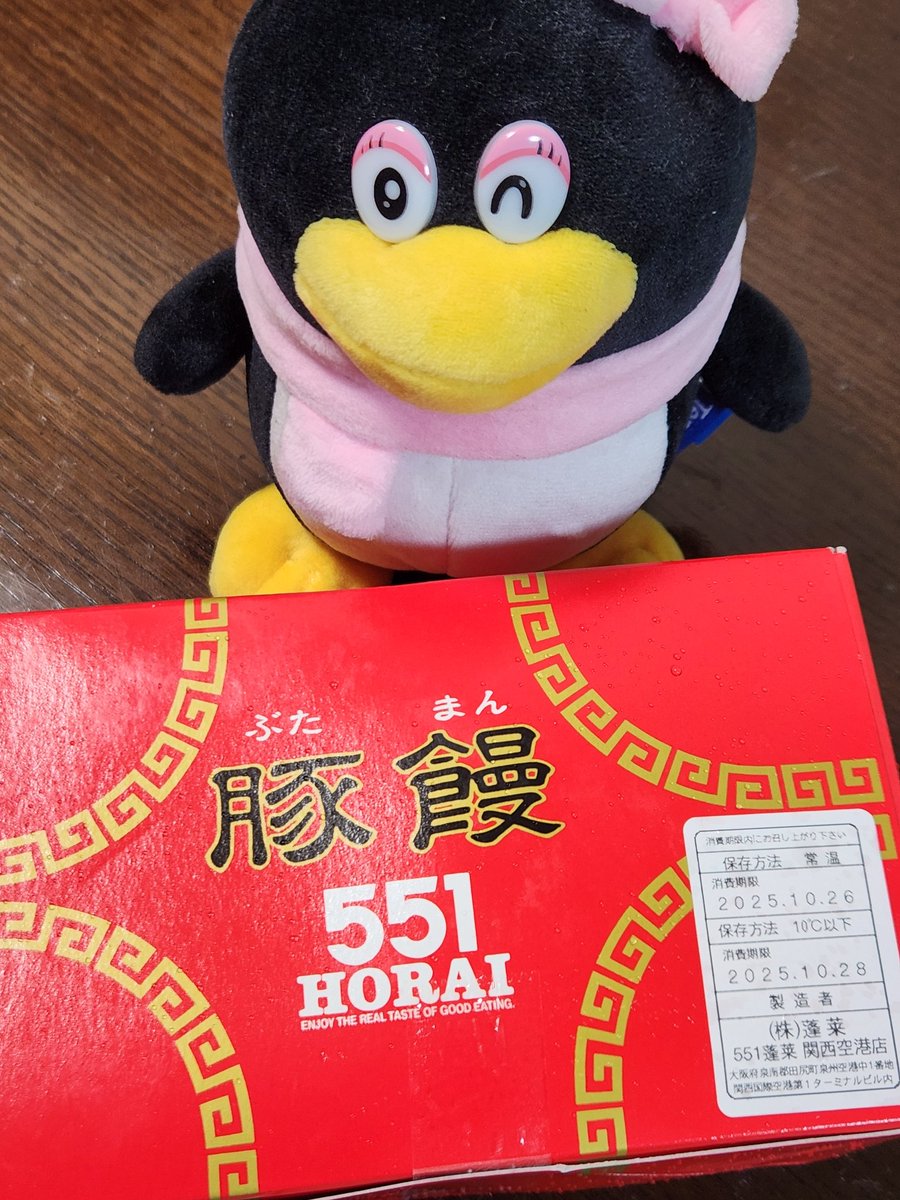 ぶた まん
豚饅
551
HORAI
ENJOY THE REAL TASTE OF GOOD EATING.
消費期限内にお召し上がり下さい
保存方法 常温
消費期限
2025.10.26
保存方法 10℃以下
消費期限
2025.10.28
製造者
(株)蓬莱
551蓬莱 関西空港店
大阪府泉南郡田尻町泉州空港中1番地
関西国際空港第1ターミナルビル内